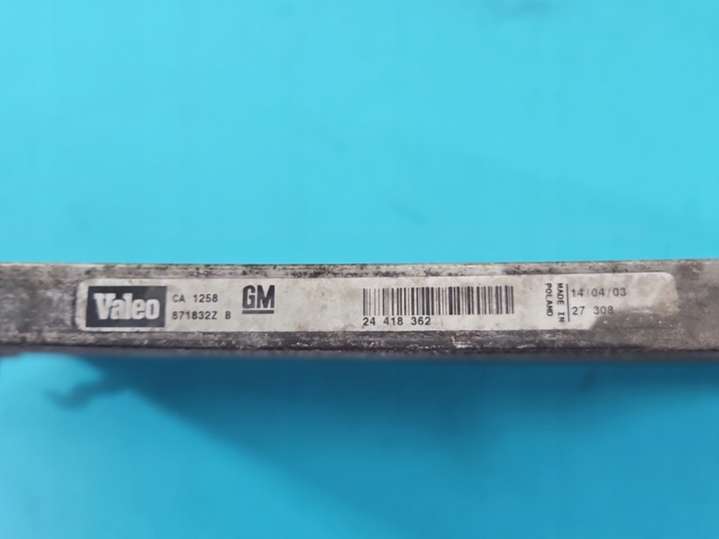 Valeo
CA 1258
871832Z B
GM
24 418 362
MADE IN
POLAND
14/04/03
27 308